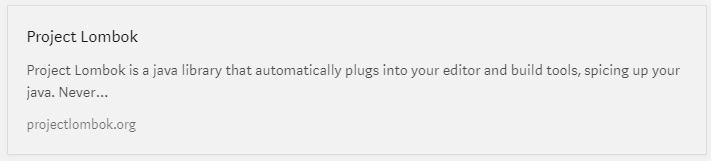 Project Lombok
Project Lombok is a java library that automatically plugs into your editor and build tools, spicing up your
java. Never...
projectlombok.org